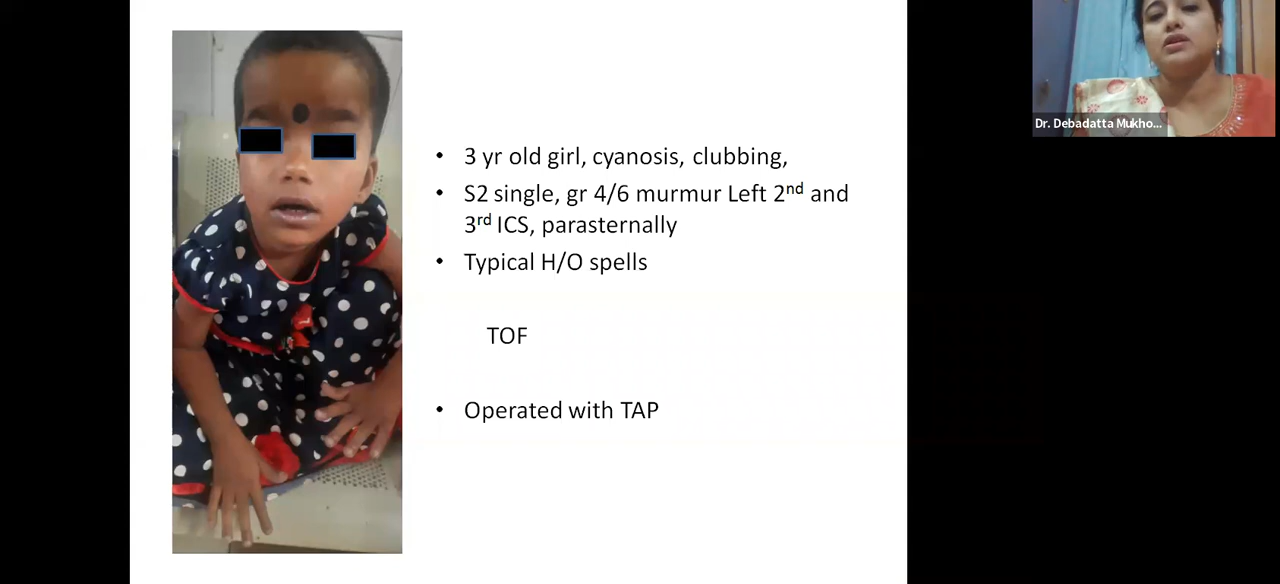 Dr. Debadatta Mukho...
• 3 yr old girl, cyanosis, clubbing,
• S2 single, gr 4/6 murmur Left 2nd and
3rd ICS, parasternally
• Typical H/O spells
TOF
• Operated with TAP